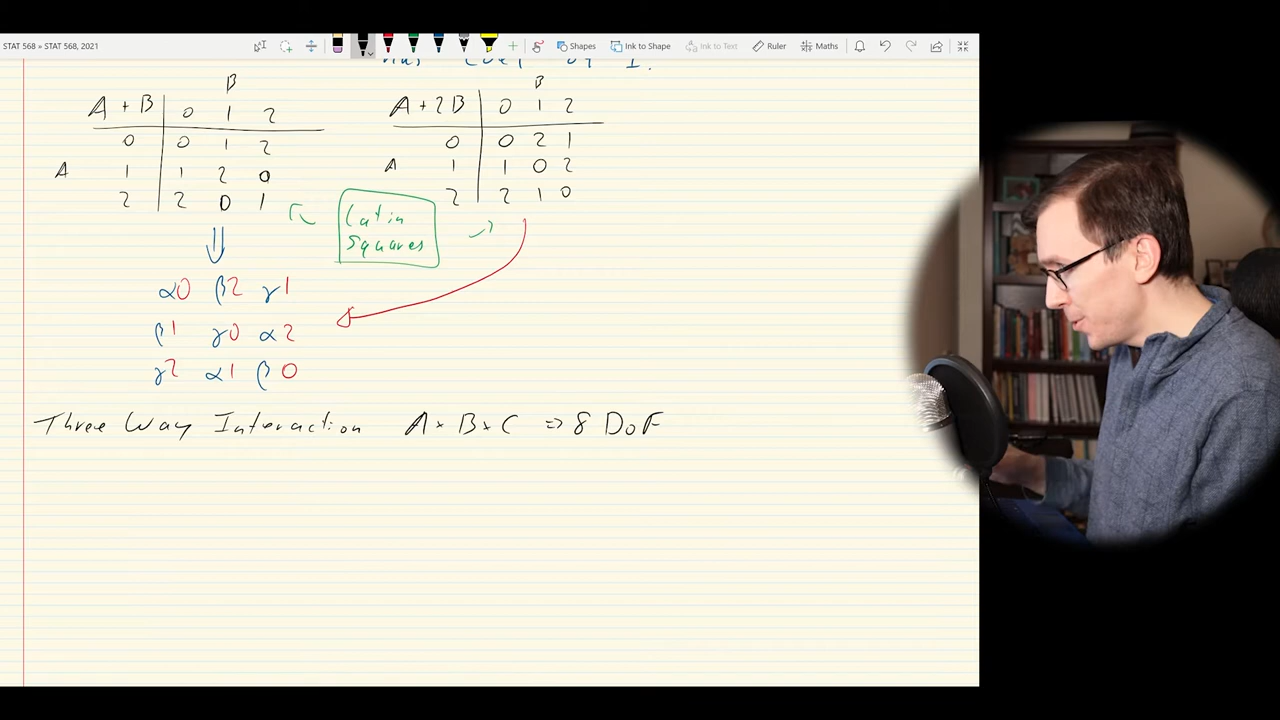 STAT 568 » STAT 568, 2021
Shapes Ink to Shape Ink to Text Ruler Maths
B
A + B 0 1 2
0 0 1 2
A 1 1 2 0
2 2 0 1
B
A + 2B 0 1 2
0 0 2 1
A 1 1 0 2
2 2 1 0
Latin
Squares
α0 β2 γ1
β1 γ0 α2
γ2 α1 β0
Three Way Interaction A×B×C ⇒ 8 DoF